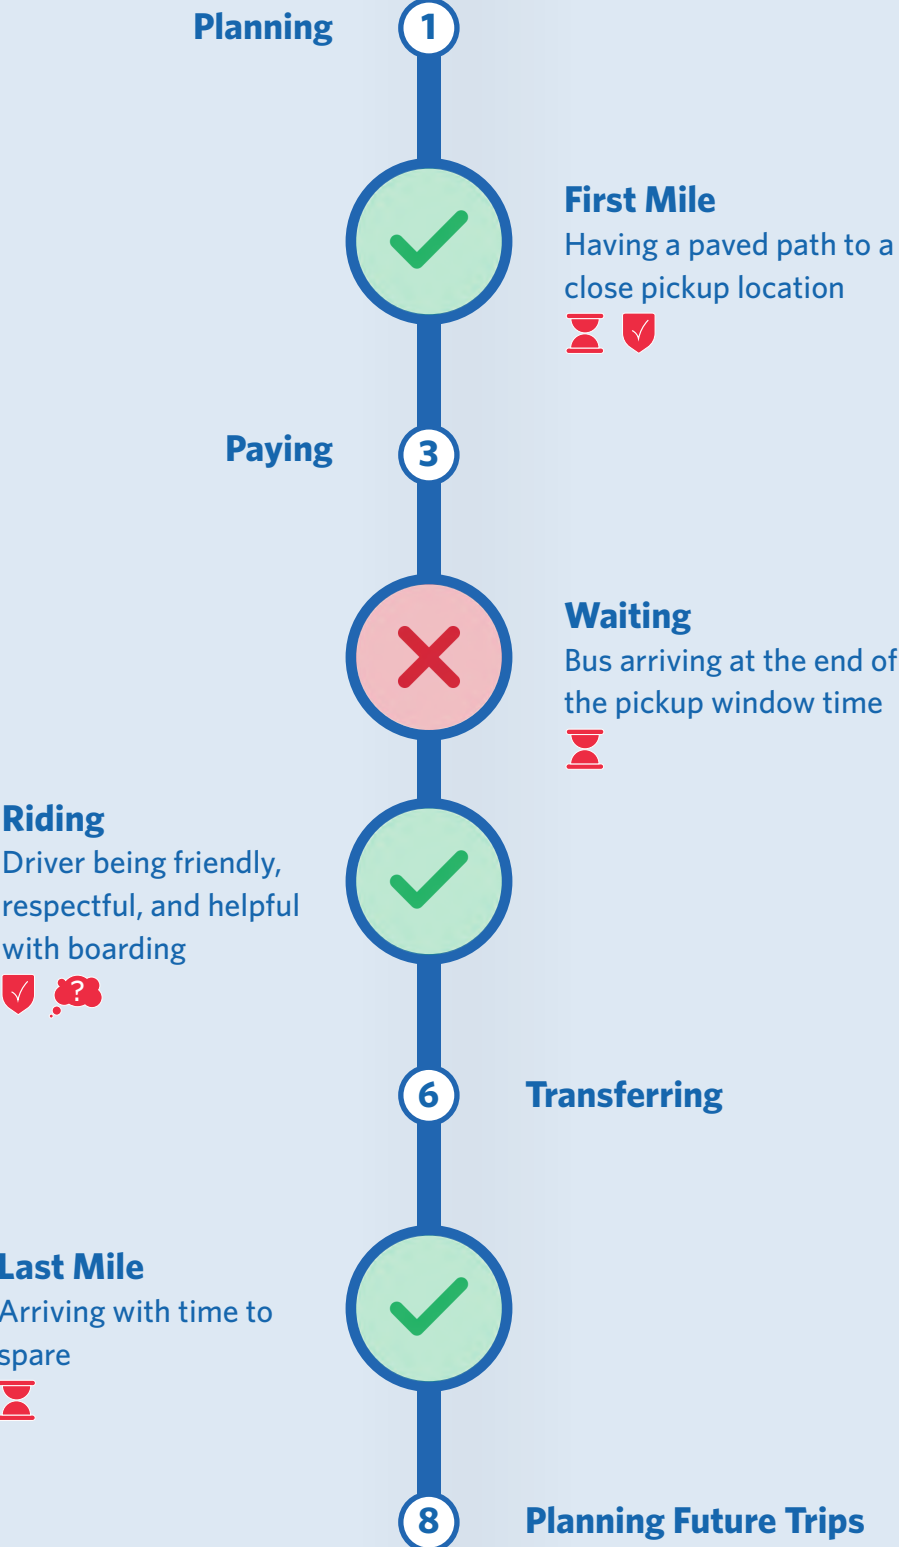 Planning
1
First Mile
Having a paved path to a
close pickup location
Paying
3
Waiting
Bus arriving at the end of
the pickup window time
Riding
Driver being friendly,
respectful, and helpful
with boarding
?
6
Transferring
Last Mile
Arriving with time to
spare
8
Planning Future Trips